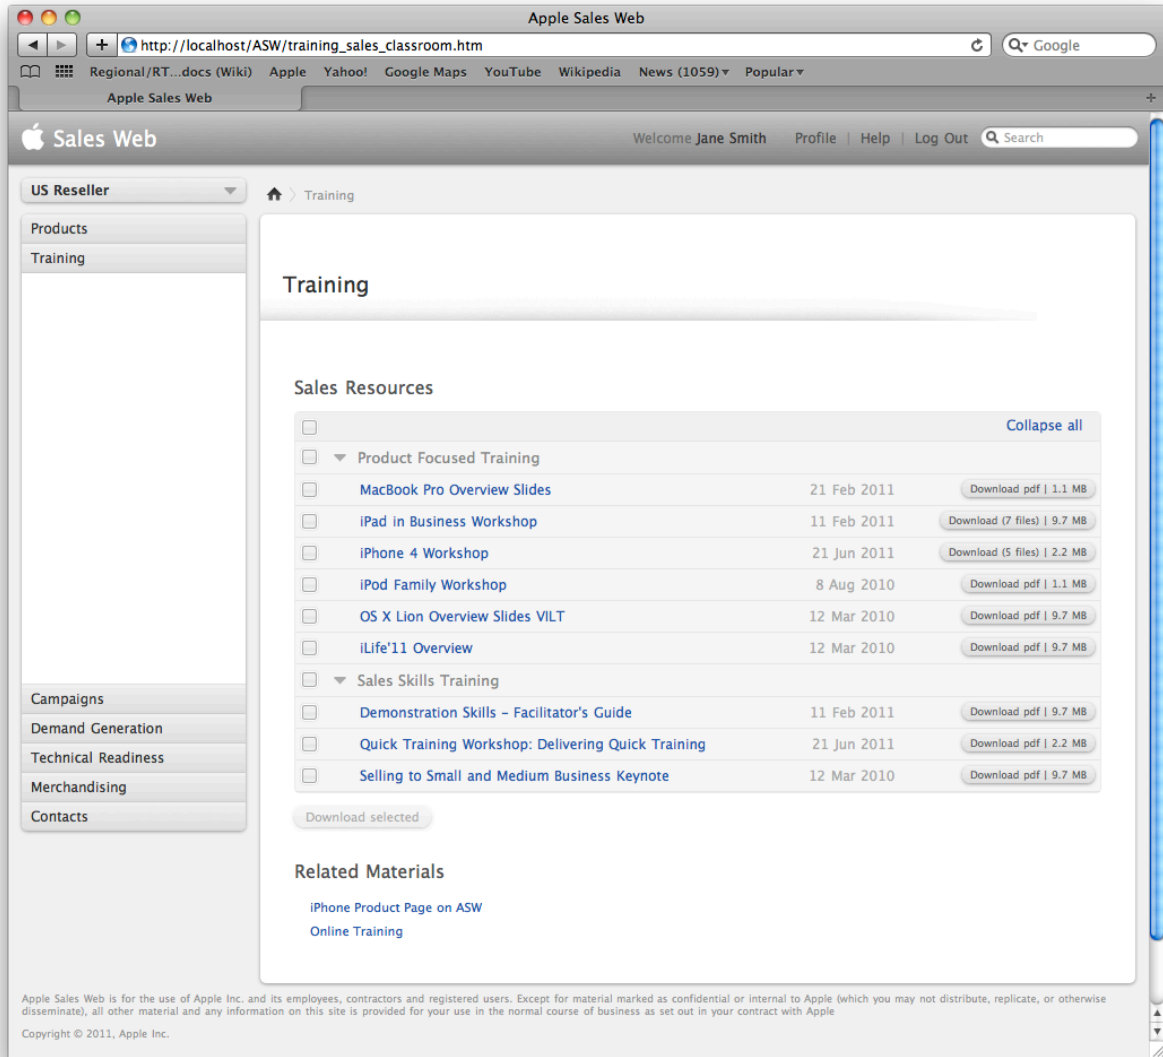 Apple Sales Web
http://localhost/ASW/training_sales_classroom.htm
Google
Regional/RT...docs (Wiki) Apple Yahoo! Google Maps YouTube Wikipedia News (1059) Popular
Apple Sales Web
Sales Web
Welcome Jane Smith Profile | Help | Log Out Search
US Reseller
Training
Products
Training
Campaigns
Demand Generation
Technical Readiness
Merchandising
Contacts
Training
Sales Resources
Collapse all
Product Focused Training
MacBook Pro Overview Slides 21 Feb 2011 Download pdf | 1.1 MB
iPad in Business Workshop 11 Feb 2011 Download (7 files) | 9.7 MB
iPhone 4 Workshop 21 Jun 2011 Download (5 files) | 2.2 MB
iPod Family Workshop 8 Aug 2010 Download pdf | 1.1 MB
OS X Lion Overview Slides VILT 12 Mar 2010 Download pdf | 9.7 MB
iLife'11 Overview 12 Mar 2010 Download pdf | 9.7 MB
Sales Skills Training
Demonstration Skills – Facilitator's Guide 11 Feb 2011 Download pdf | 9.7 MB
Quick Training Workshop: Delivering Quick Training 21 Jun 2011 Download pdf | 2.2 MB
Selling to Small and Medium Business Keynote 12 Mar 2010 Download pdf | 9.7 MB
Download selected
Related Materials
iPhone Product Page on ASW
Online Training
Apple Sales Web is for the use of Apple Inc. and its employees, contractors and registered users. Except for material marked as confidential or internal to Apple (which you may not distribute, replicate, or otherwise
disseminate), all other material and any information on this site is provided for your use in the normal course of business as set out in your contract with Apple
Copyright © 2011, Apple Inc.